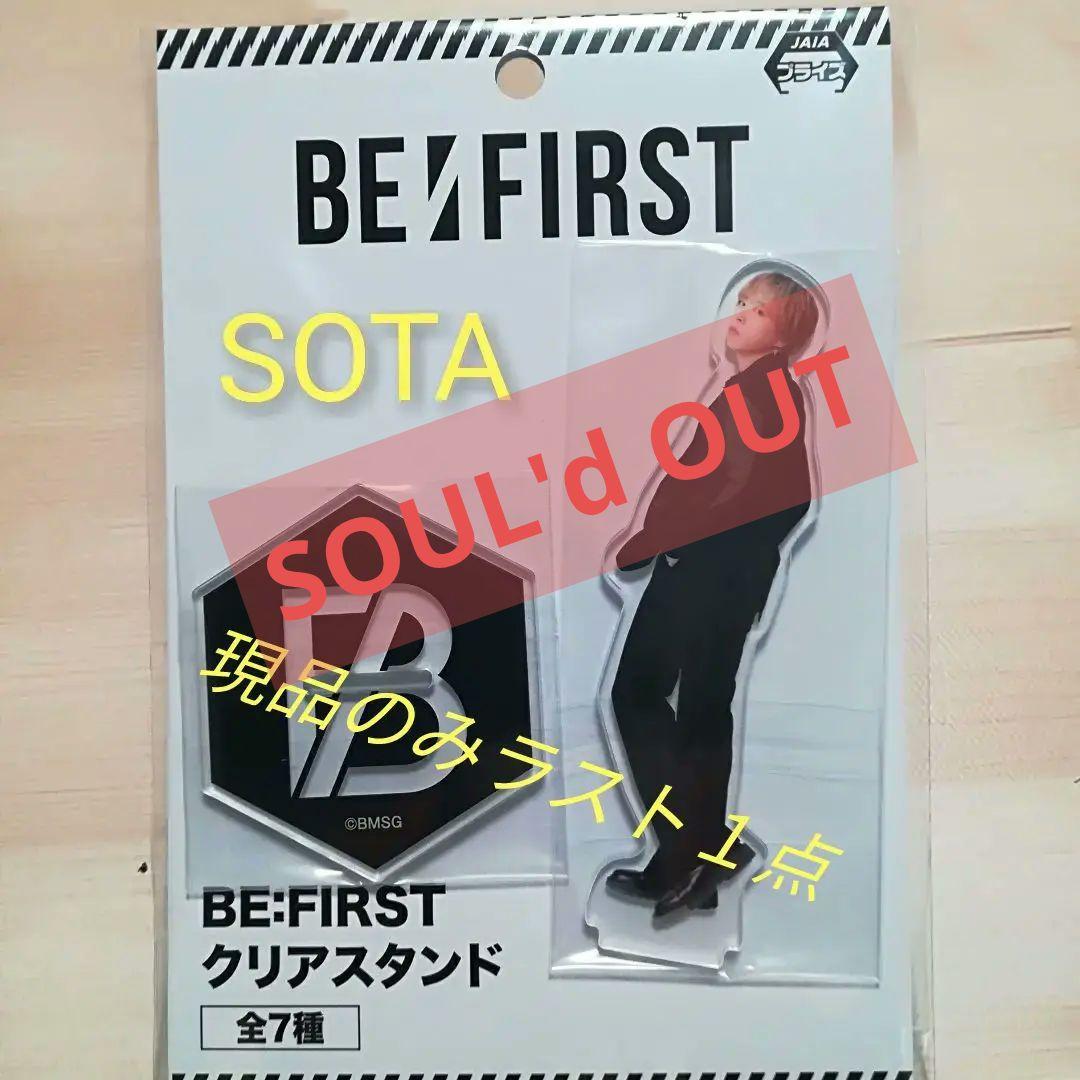 JAIA
プライズ
BE:FIRST
SOTA
SOUL'd OUT
現品のみラスト1点
©BMSG
BE:FIRST
クリアスタンド
全7種